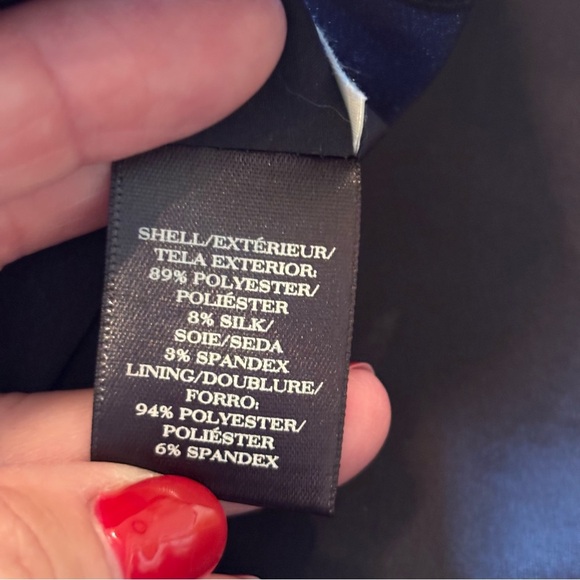 SHELL/EXTÉRIEUR/
TELA EXTERIOR:
89% POLYESTER/
POLIÉSTER
8% SILK/
SOIE/SEDA
3% SPANDEX
LINING/DOUBLURE/
FORRO:
94% POLYESTER/
POLIÉSTER
6% SPANDEX